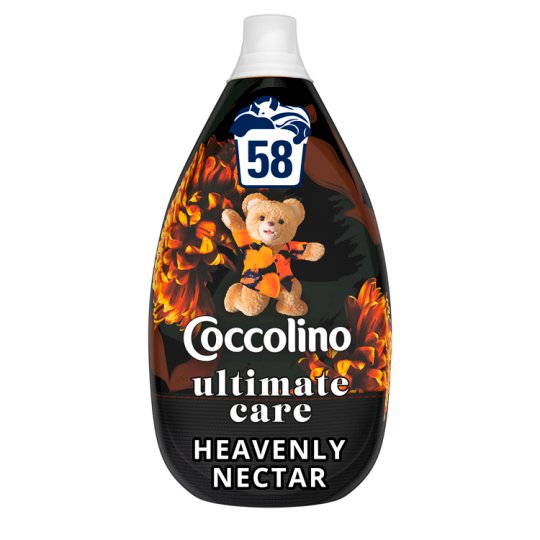 58
Coccolino
ultimate
care
HEAVENLY
NECTAR